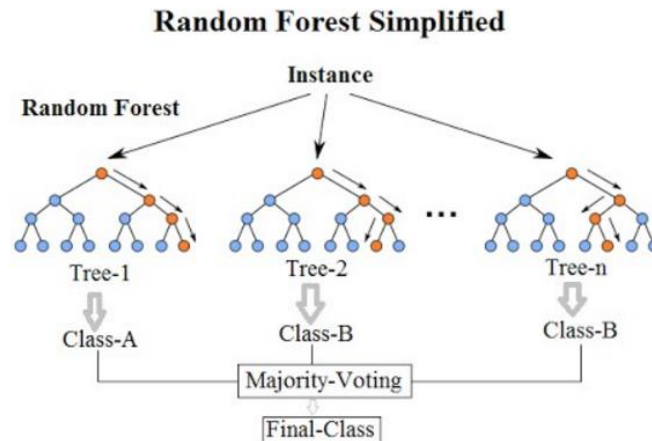 Random Forest Simplified
Instance
Random Forest
...
Tree-1
Tree-2
Tree-n
Class-A
Class-B
Class-B
Majority-Voting
Final-Class